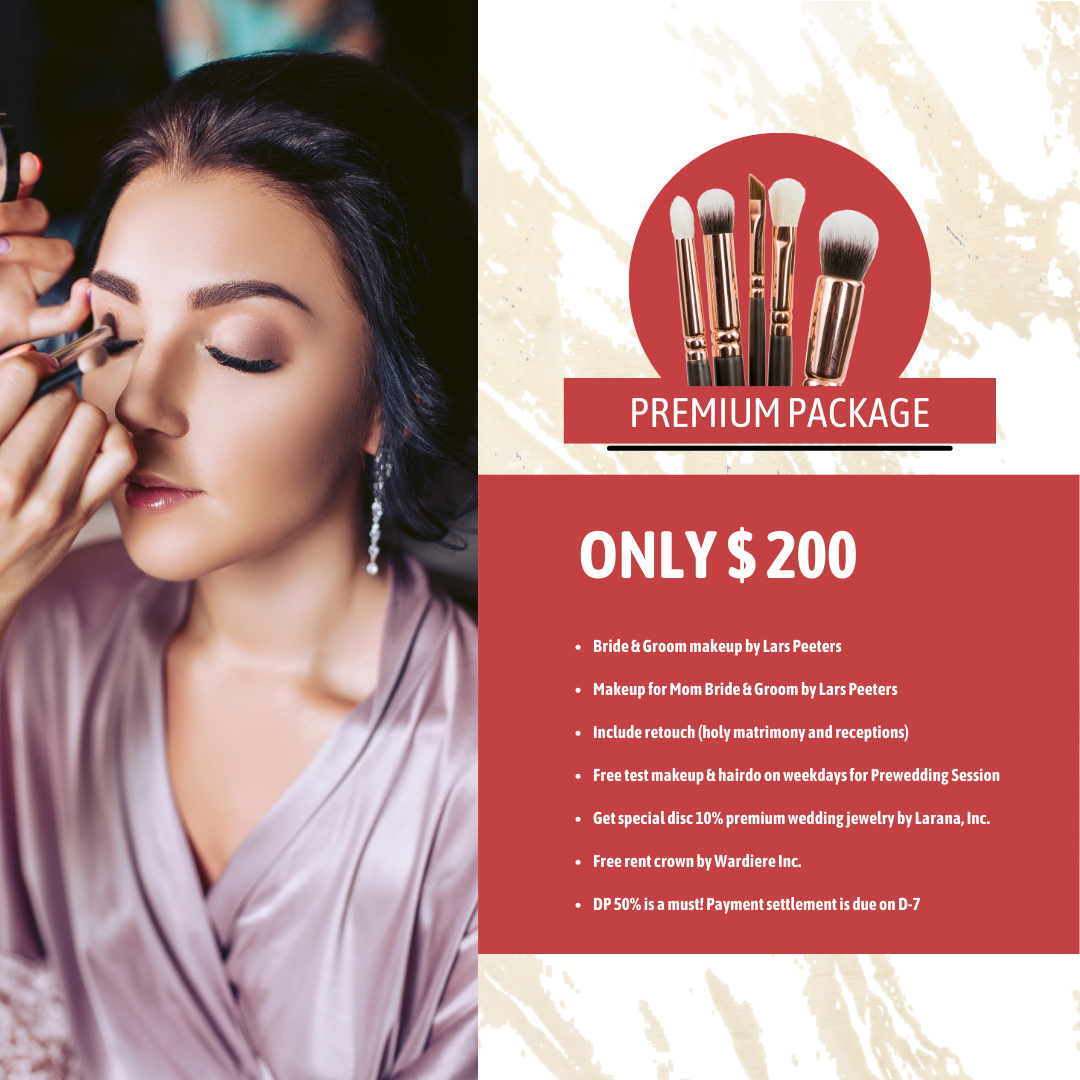 PREMIUM PACKAGE
ONLY $ 200
• Bride & Groom makeup by Lars Peeters
• Makeup for Mom Bride & Groom by Lars Peeters
• Include retouch (holy matrimony and receptions)
• Free test makeup & hairdo on weekdays for Prewedding Session
• Get special disc 10% premium wedding jewelry by Larana, Inc.
• Free rent crown by Wardiere Inc.
• DP 50% is a must! Payment settlement is due on D-7